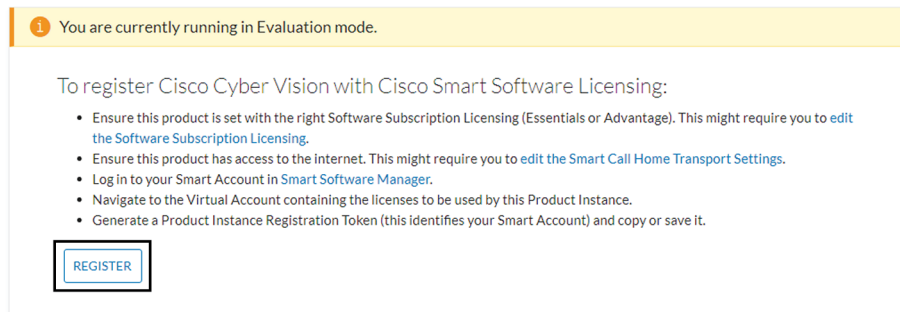 You are currently running in Evaluation mode.
To register Cisco Cyber Vision with Cisco Smart Software Licensing:
• Ensure this product is set with the right Software Subscription Licensing (Essentials or Advantage). This might require you to edit
the Software Subscription Licensing.
• Ensure this product has access to the internet. This might require you to edit the Smart Call Home Transport Settings.
• Log in to your Smart Account in Smart Software Manager.
• Navigate to the Virtual Account containing the licenses to be used by this Product Instance.
• Generate a Product Instance Registration Token (this identifies your Smart Account) and copy or save it.
REGISTER